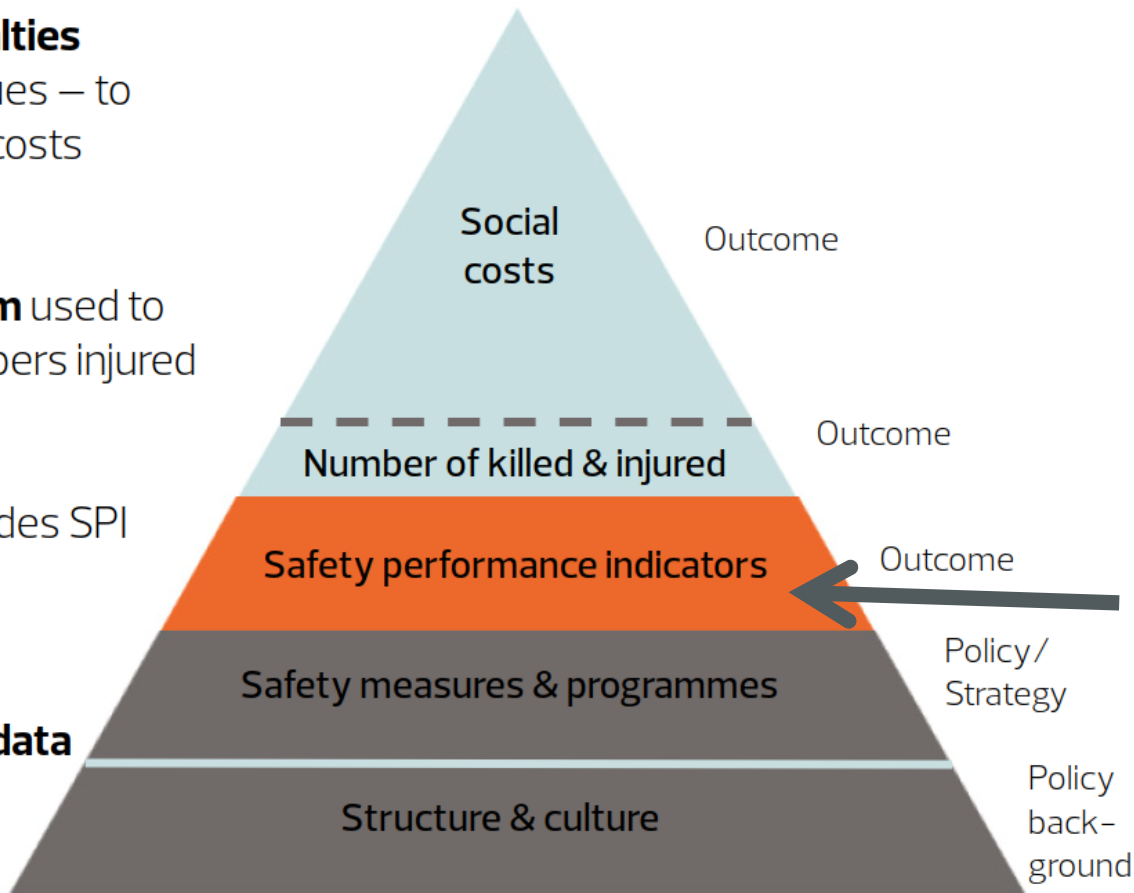 lties
ues – to
costs
Social
costs
Outcome
m used to
bers injured
Outcome
Number of killed & injured
des SPI
Safety performance indicators
Outcome
Policy/
Strategy
Safety measures & programmes
data
Policy
back-
ground
Structure & culture